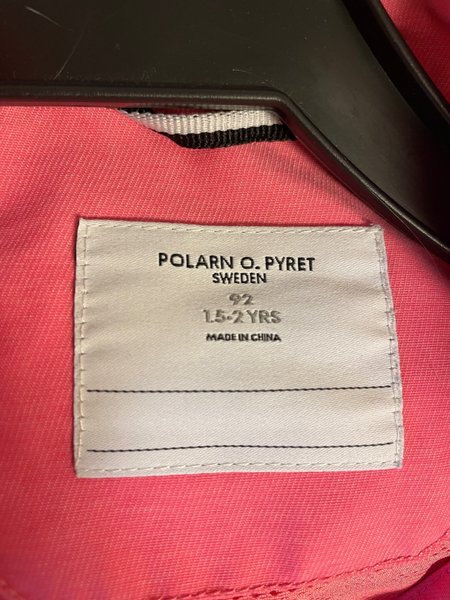 POLARN O. PYRET
SWEDEN
92
1.5-2 YRS
MADE IN CHINA